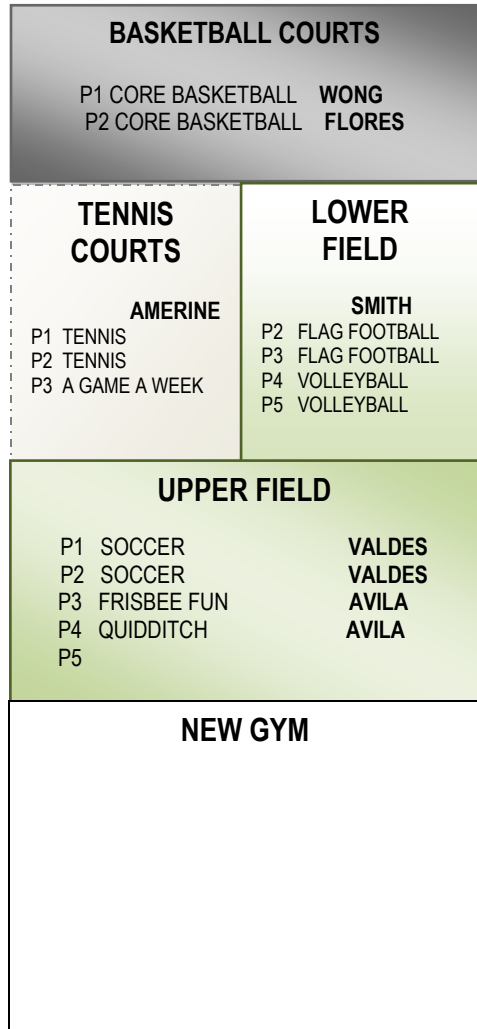 BASKETBALL COURTS
P1 CORE BASKETBALL WONG
P2 CORE BASKETBALL FLORES
TENNIS
COURTS
AMERINE
P1 TENNIS
P2 TENNIS
P3 A GAME A WEEK
LOWER
FIELD
SMITH
P2 FLAG FOOTBALL
P3 FLAG FOOTBALL
P4 VOLLEYBALL
P5 VOLLEYBALL
UPPER FIELD
P1 SOCCER VALDES
P2 SOCCER VALDES
P3 FRISBEE FUN AVILA
P4 QUIDDITCH AVILA
P5
NEW GYM